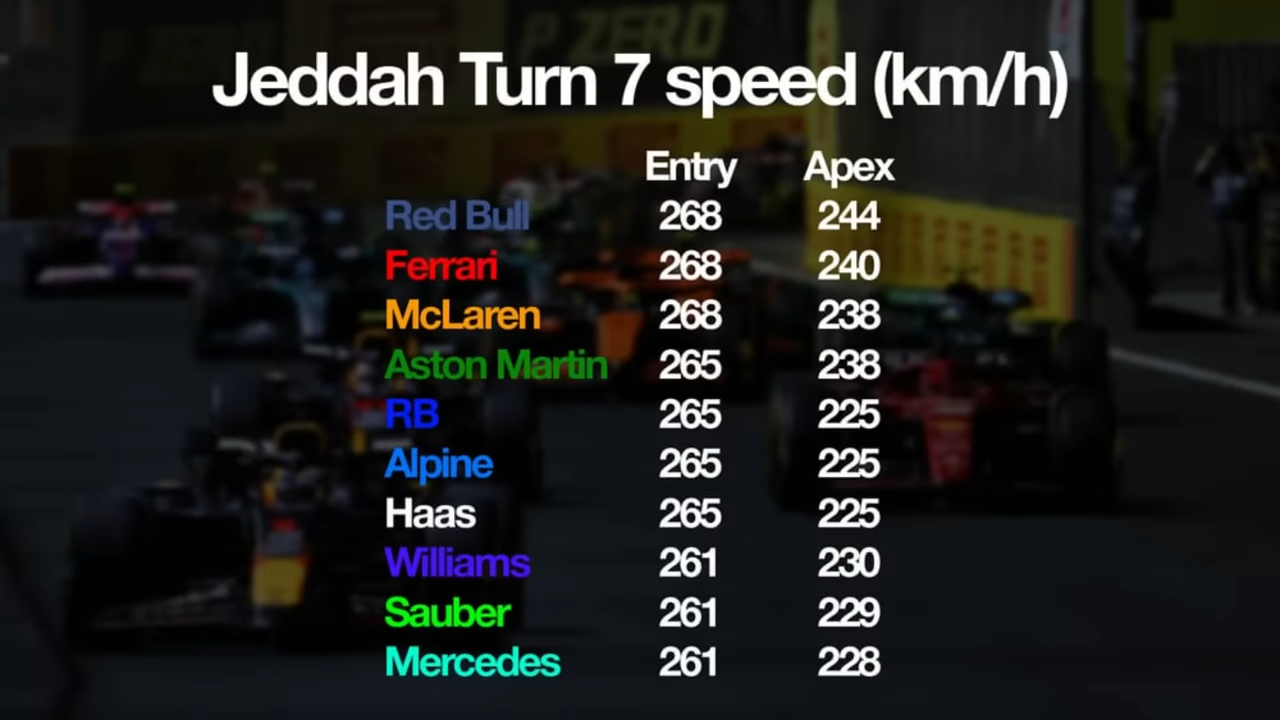 P ZERO
P ZERO
Jeddah Turn 7 speed (km/h)
Entry Apex
Red Bull 268 244
Ferrari 268 240
McLaren 268 238
Aston Martin 265 238
RB 265 225
Alpine 265 225
Haas 265 225
Williams 261 230
Sauber 261 229
Mercedes 261 228